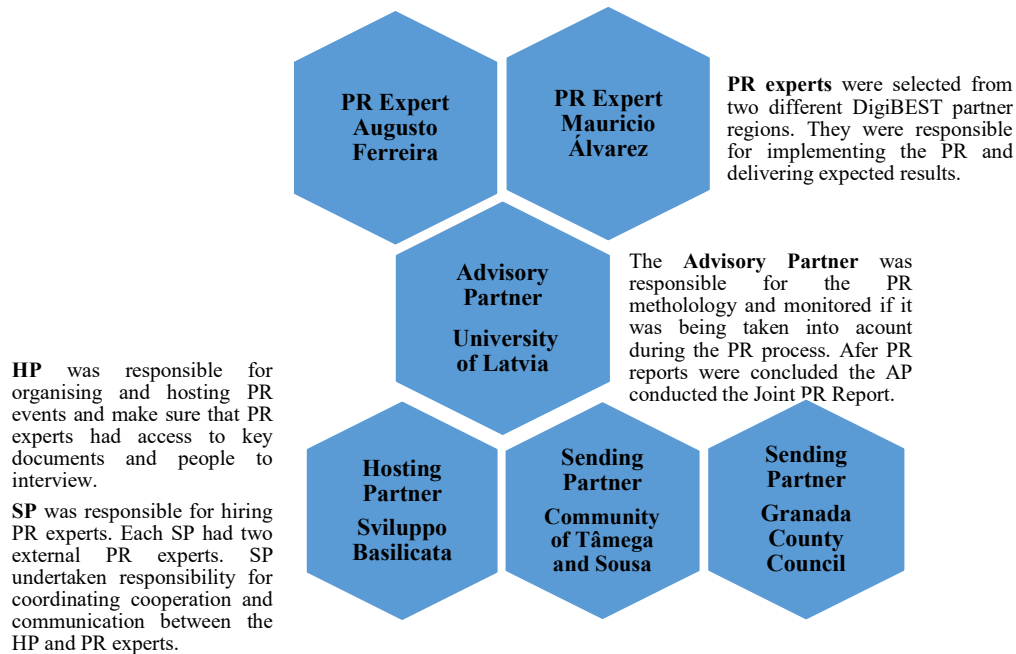 PR Expert
Augusto
Ferreira
PR Expert
Mauricio
Álvarez
PR experts were selected from
two different DigiBEST partner
regions. They were responsible
for implementing the PR and
delivering expected results.
Advisory
Partner
University
of Latvia
The Advisory Partner was
responsible for the PR
metholology and monitored if it
was being taken into acount
during the PR process. Afer PR
reports were concluded the AP
conducted the Joint PR Report.
HP was responsible for
organising and hosting PR
events and make sure that PR
experts had access to key
documents and people to
interview.
SP was responsible for hiring
PR experts. Each SP had two
external PR experts. SP
undertaken responsibility for
coordinating cooperation and
communication between the
HP and PR experts.
Hosting
Partner
Sviluppo
Basilicata
Sending
Partner
Community
of Tâmega
and Sousa
Sending
Partner
Granada
County
Council